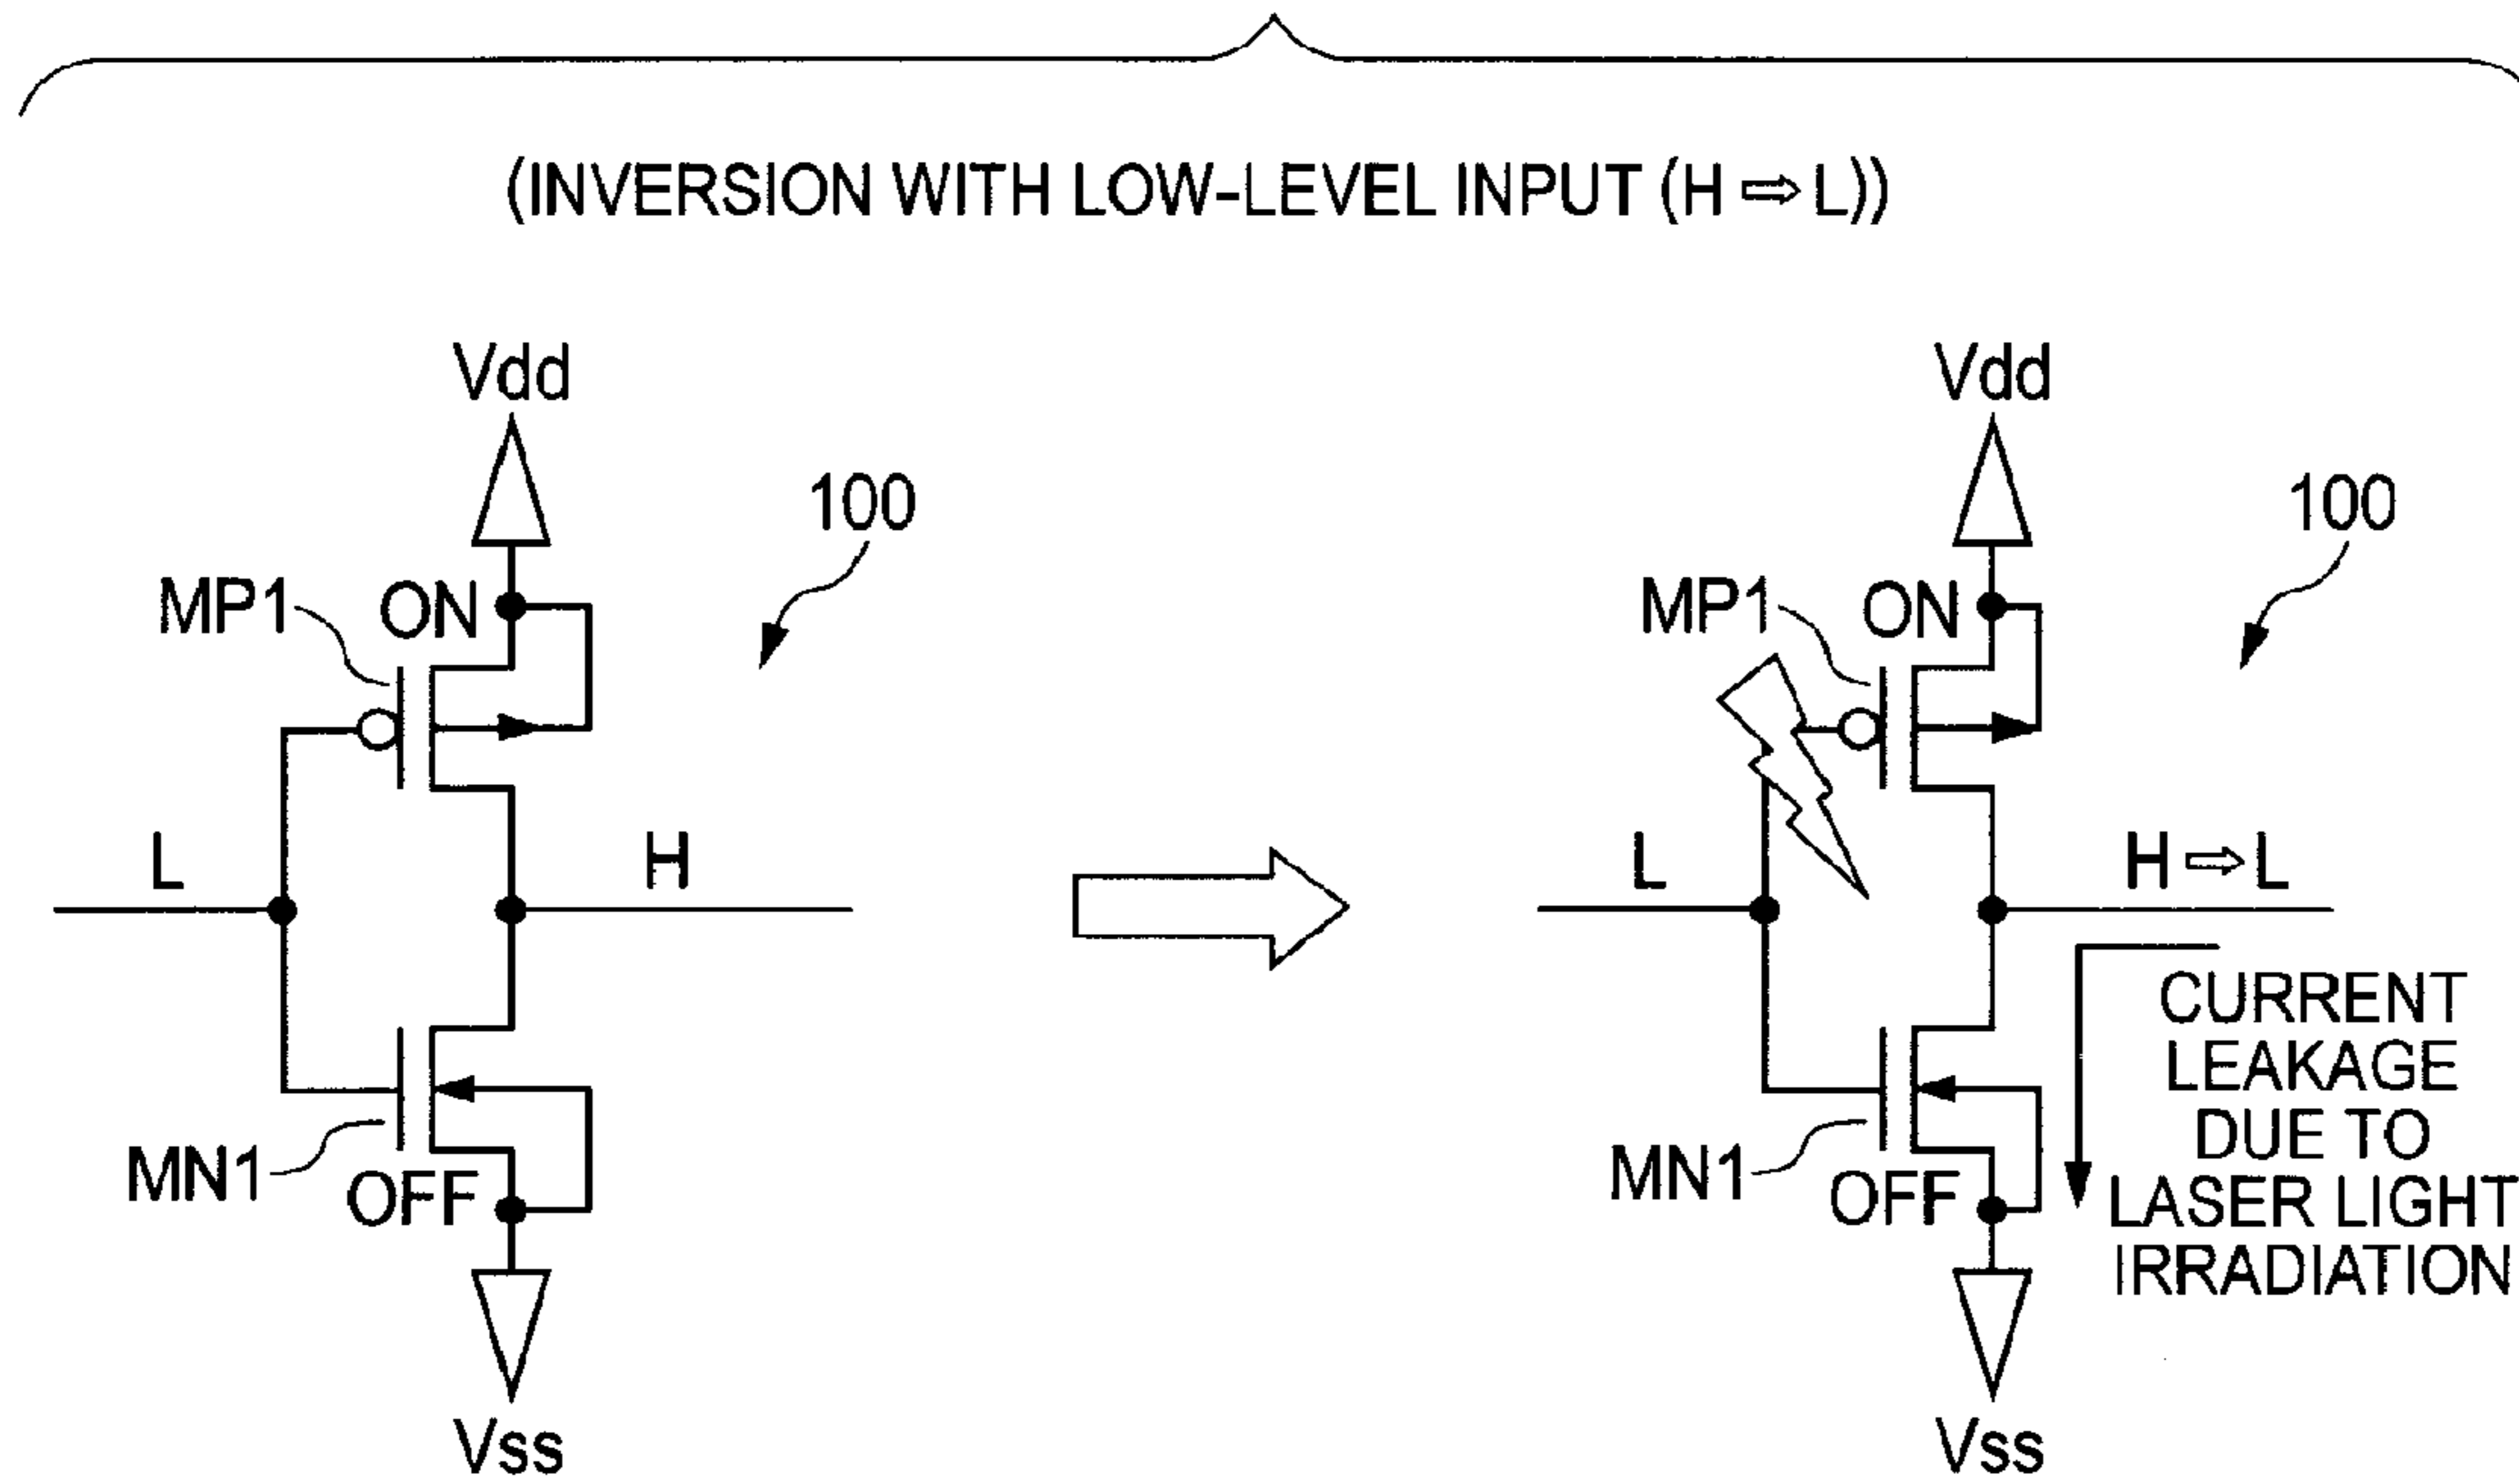 (INVERSION WITH LOW-LEVEL INPUT (H ⇨ L))
Vdd
100
MP1
ON
L
H
MN1
OFF
Vss
Vdd
100
MP1
ON
L
H ⇨ L
CURRENT
LEAKAGE
DUE TO
LASER LIGHT
IRRADIATION
MN1
OFF
Vss